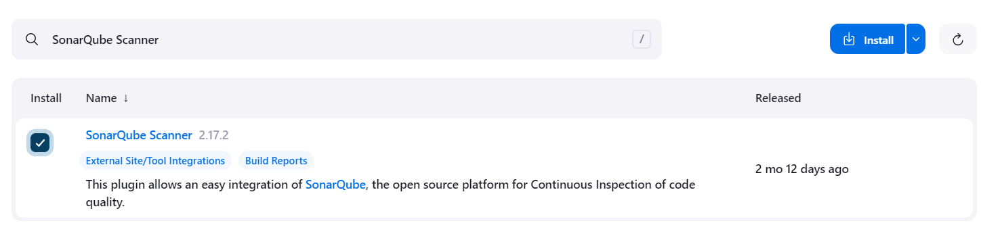 SonarQube Scanner
/
Install
Install Name ↓ Released
SonarQube Scanner 2.17.2
External Site/Tool Integrations Build Reports
This plugin allows an easy integration of SonarQube, the open source platform for Continuous Inspection of code
quality.
2 mo 12 days ago